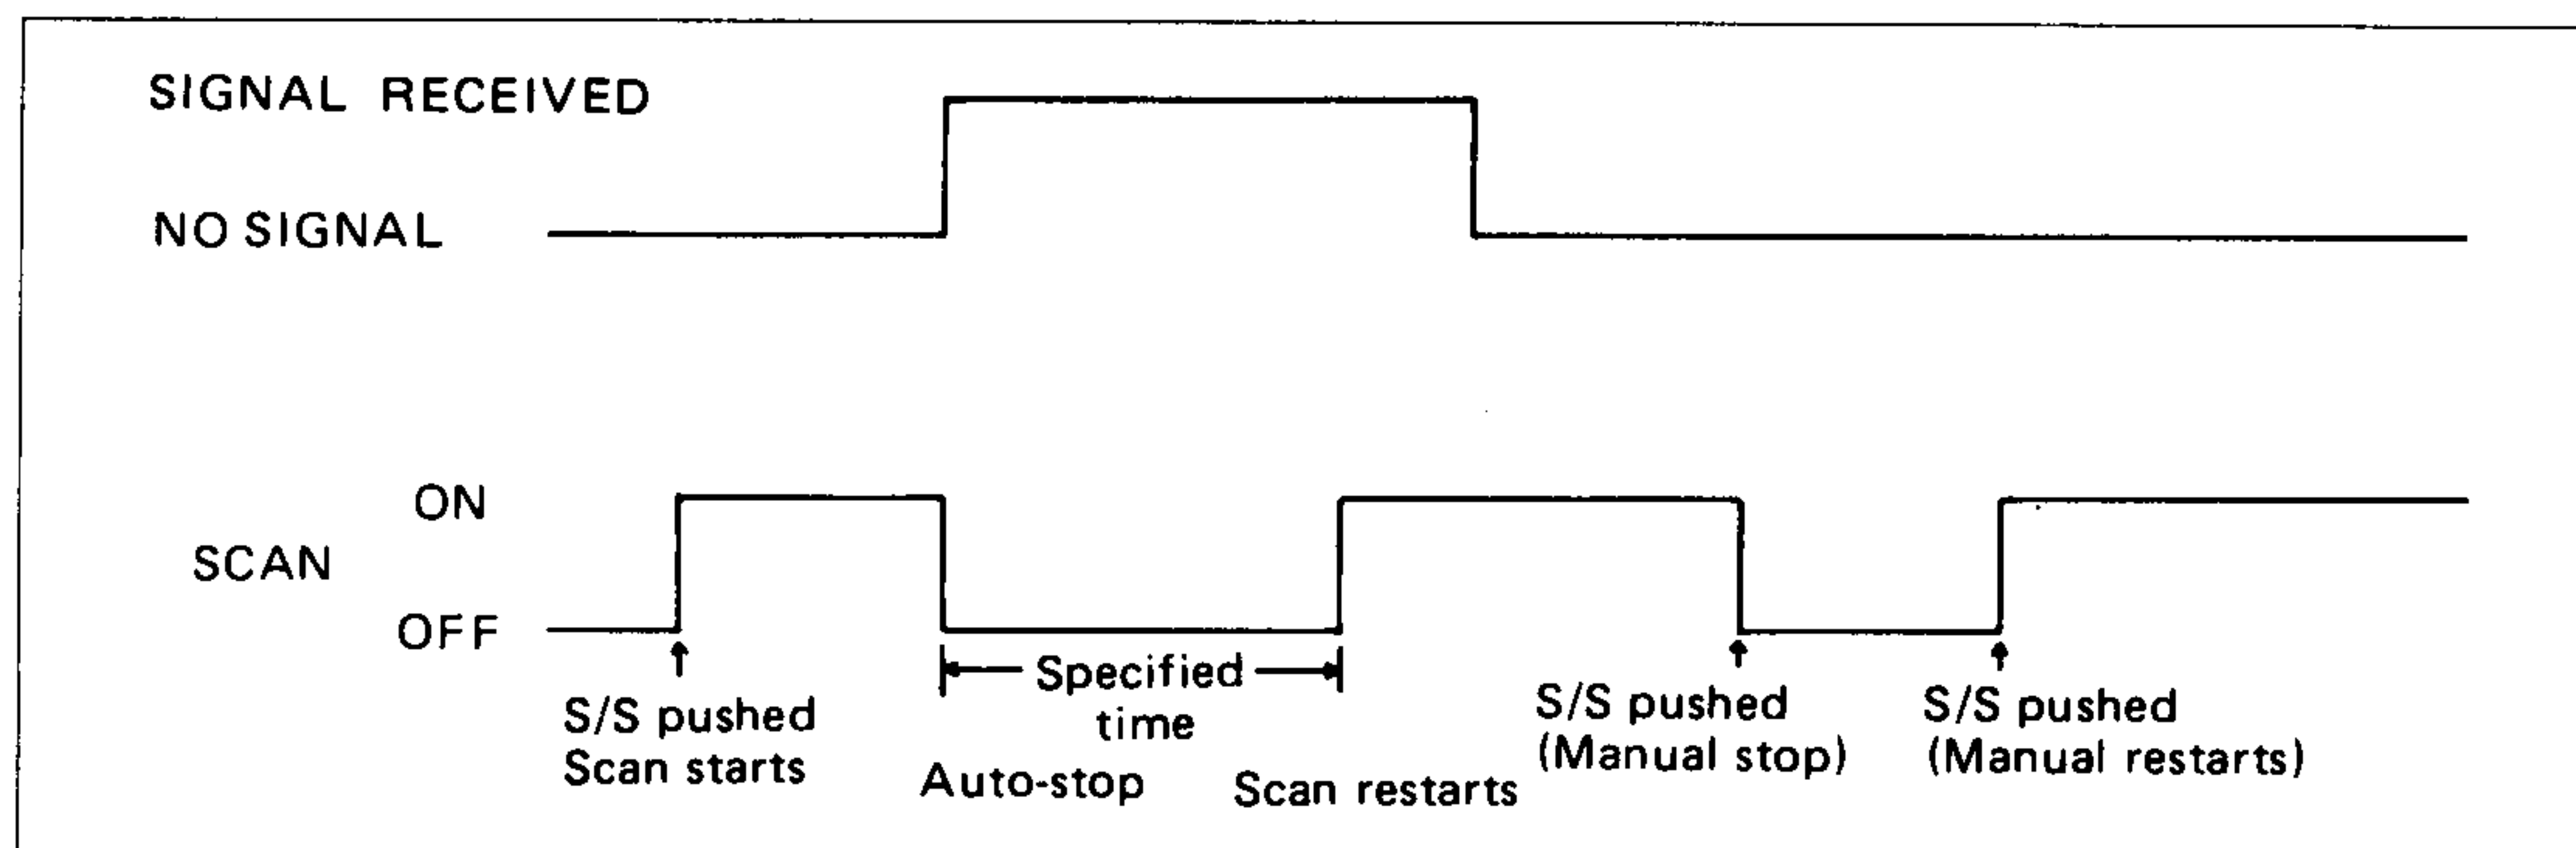 SIGNAL RECEIVED
NO SIGNAL
ON
SCAN
OFF
S/S pushed
Scan starts
Specified
time
Auto-stop
Scan restarts
S/S pushed
(Manual stop)
S/S pushed
(Manual restarts)